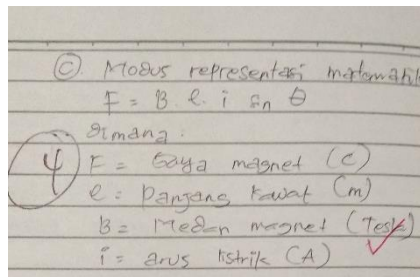 Ⓒ. Modus representasi matematik
F = B. l. i sin θ
dimana :
4
F = Gaya magnet (C)
l = Panjang kawat (m)
B = Medan magnet (Tesla)
i = arus listrik (A)